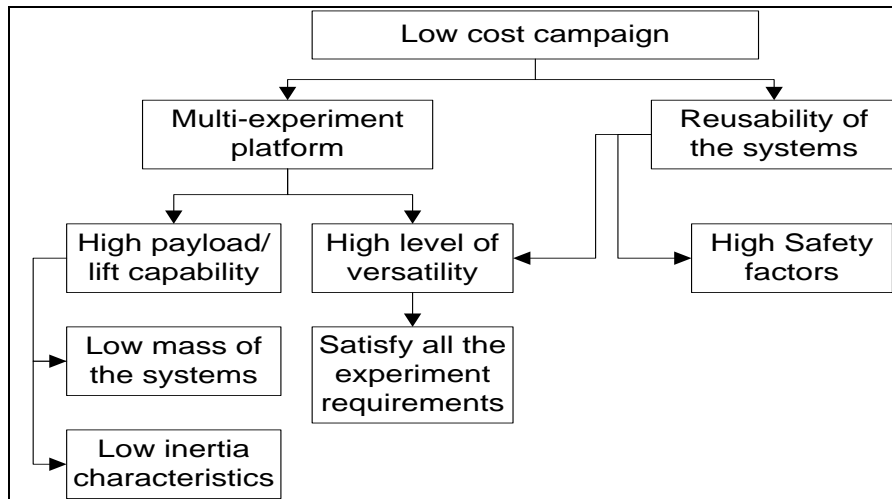 Low cost campaign
Multi-experiment
platform
Reusability of
the systems
High payload/
lift capability
High level of
versatility
High Safety
factors
Low mass of
the systems
Satisfy all the
experiment
requirements
Low inertia
characteristics